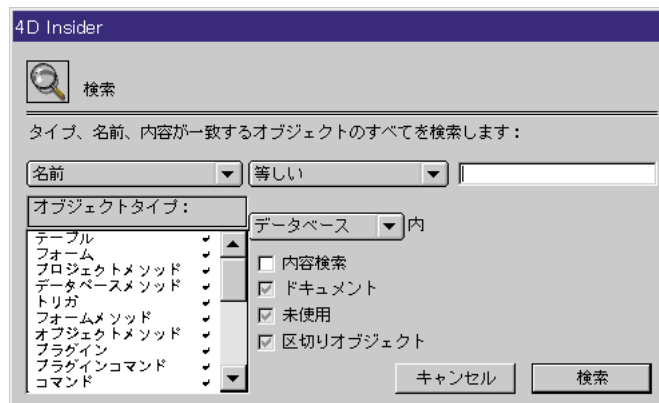 4D Insider
検索
タイプ、名前、内容が一致するオブジェクトのすべてを検索します：
名前 等しい
オブジェクトタイプ：
データベース 内
テーブル
フォーム
プロジェクトメソッド
データベースメソッド
トリガ
フォームメソッド
オブジェクトメソッド
プラグイン
プラグインコマンド
コマンド
内容検索
ドキュメント
未使用
区切りオブジェクト
キャンセル 検索